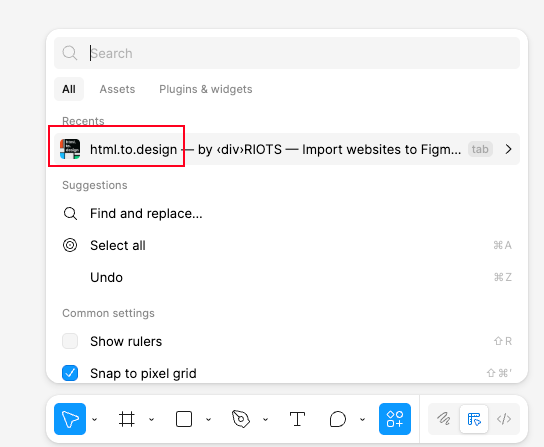 Search
All Assets Plugins & widgets
Recents
html.to.design — by ‹div›RIOTS — Import websites to Figm... tab
Suggestions
Find and replace...
Select all ⌘A
Undo ⌘Z
Common settings
Show rulers ⇧R
Snap to pixel grid ⇧⌘'